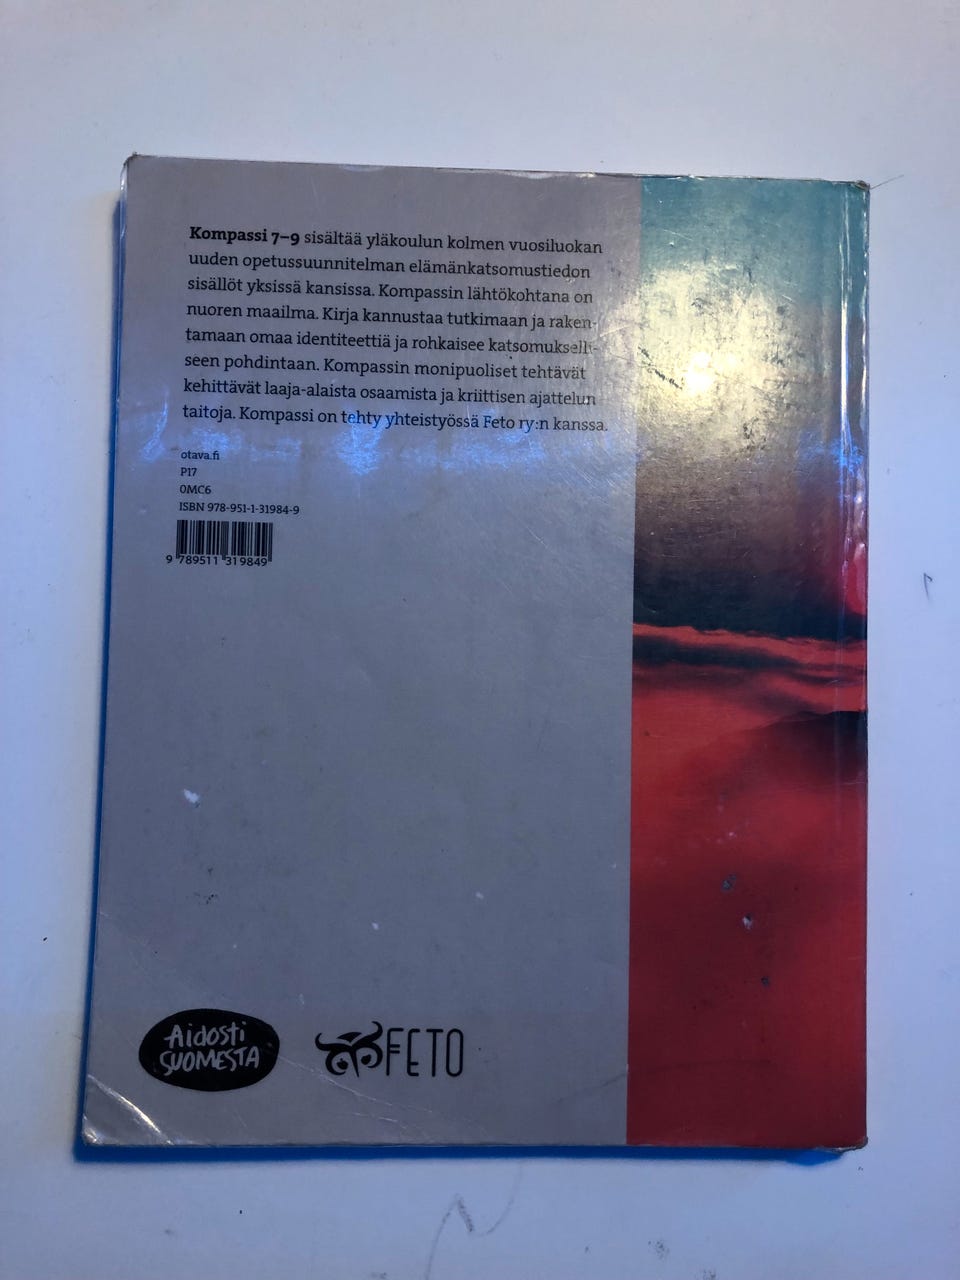 Kompassi 7–9 sisältää yläkoulun kolmen vuosiluokan
uuden opetussuunnitelman elämänkatsomustiedon
sisällöt yksissä kansissa. Kompassin lähtökohtana on
nuoren maailma. Kirja kannustaa tutkimaan ja raken-
tamaan omaa identiteettiä ja rohkaisee katsomukselli-
seen pohdintaan. Kompassin monipuoliset tehtävät
kehittävät laaja-alaista osaamista ja kriittisen ajattelun
taitoja. Kompassi on tehty yhteistyössä Feto ry:n kanssa.
otava.fi
P17
0MC6
ISBN 978-951-1-31984-9
9 789511 319849
Aidosti
SUOMESTA
FETO